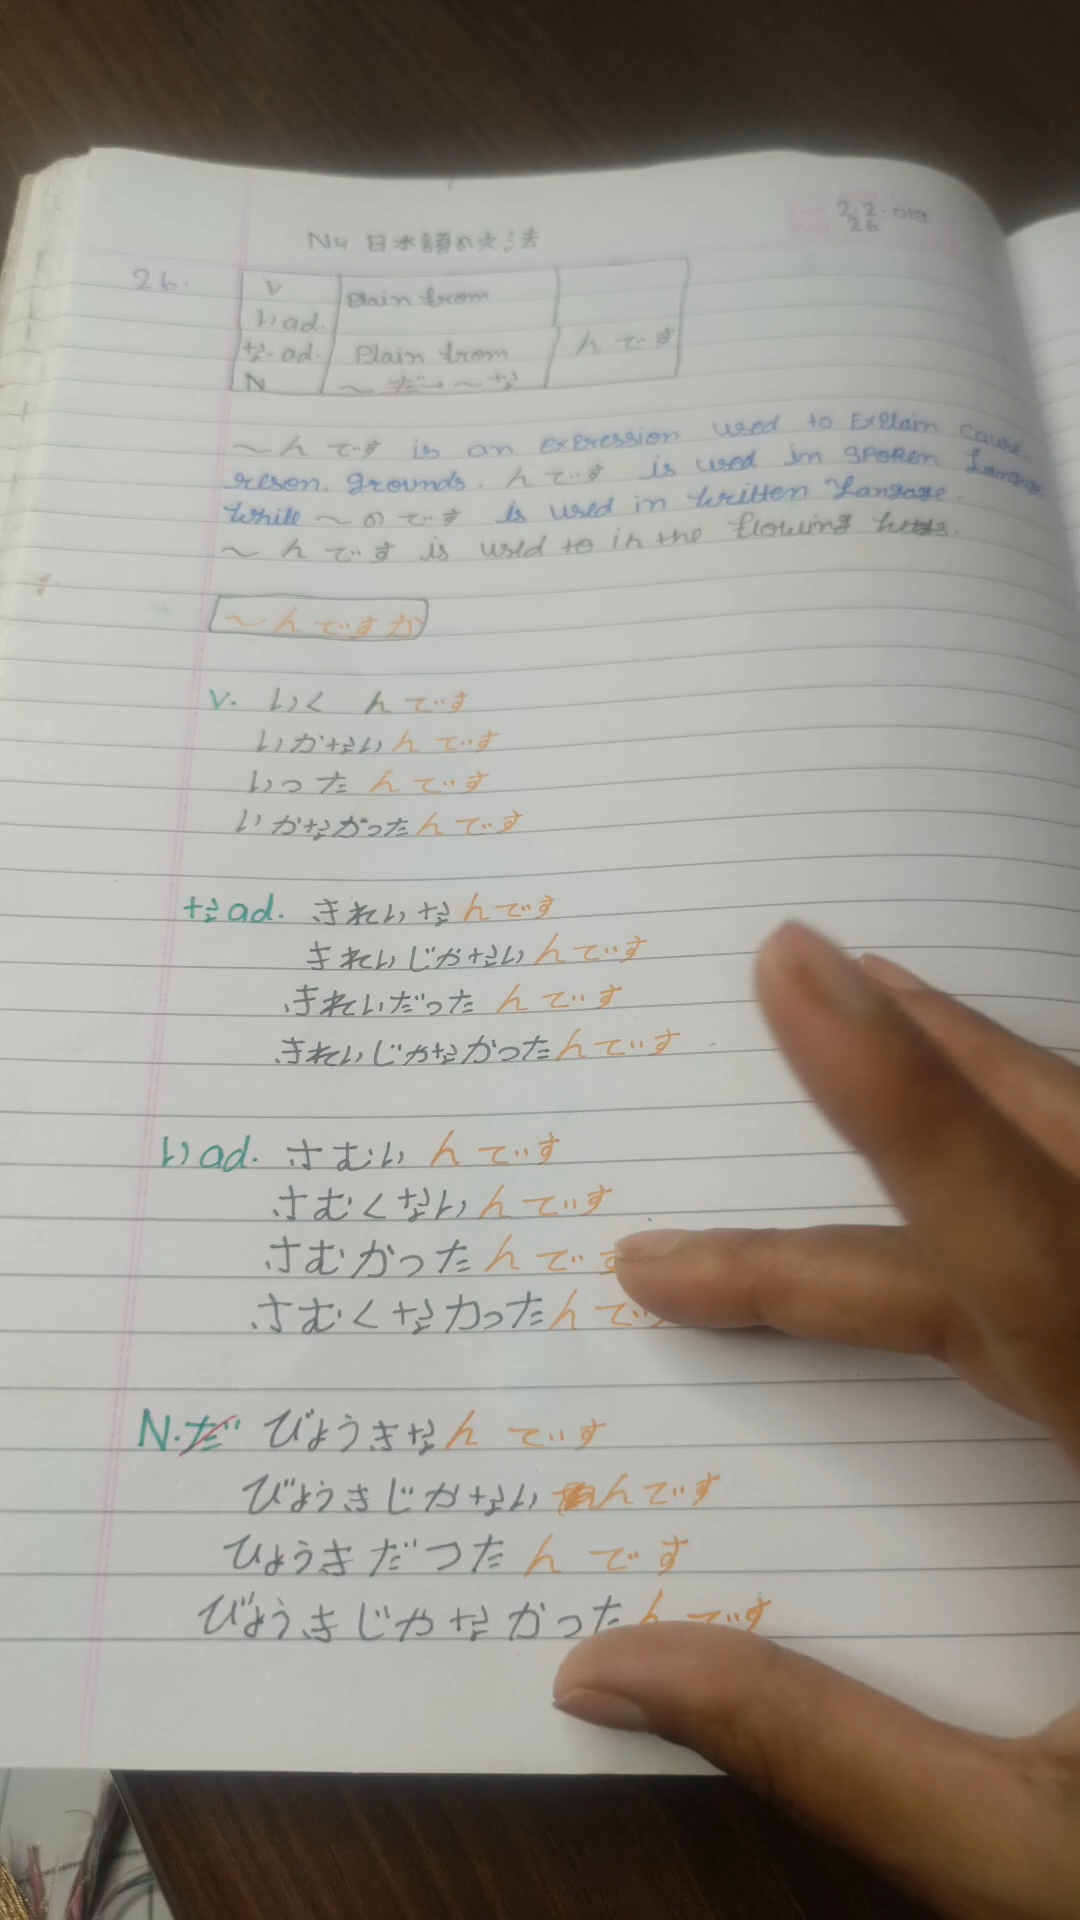 2.2.019
26
N4 日本語の文法
26.
V Plain from
い ad.
な-ad. Plain from んです
N ～だ→～な
～んです is an expression used to Explain cause
reson, grounds. んです is used in spoken Language
while ～のです is used in written Langage.
～んです is used to in the flowing
～んですか
V. いく んです
いかないんです
いった んです
いかなかったんです
なad. きれいなんです
きれいじゃない んです
きれいだった んです
きれいじゃなかったんです
いad. さむい んです
さむくない んです
さむかった んです
さむくなかったんです
N.だ びょうきなん です
びょうきじゃない んです
ひょうきだつた ん です
びょうきじゃなかった んです